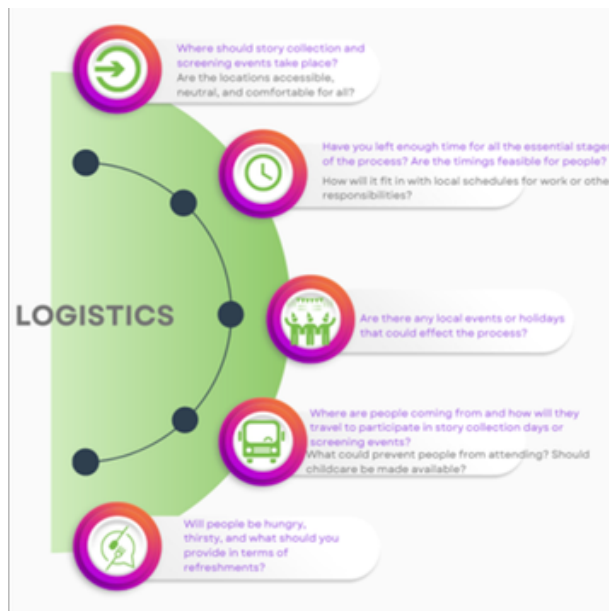 Where should story collection and
screening events take place?
Are the locations accessible,
neutral, and comfortable for all?
Have you left enough time for all the essential stages
of the process? Are the timings feasible for people?
How will it fit in with local schedules for work or othe
responsibilities?
LOGISTICS
Are there any local events or holidays
that could effect the process?
Where are people coming from and how will they
travel to participate in story collection days or
screening events?
What could prevent people from attending? Should
childcare be made available?
Will people be hungry,
thirsty, and what should you
provide in terms of
refreshments?